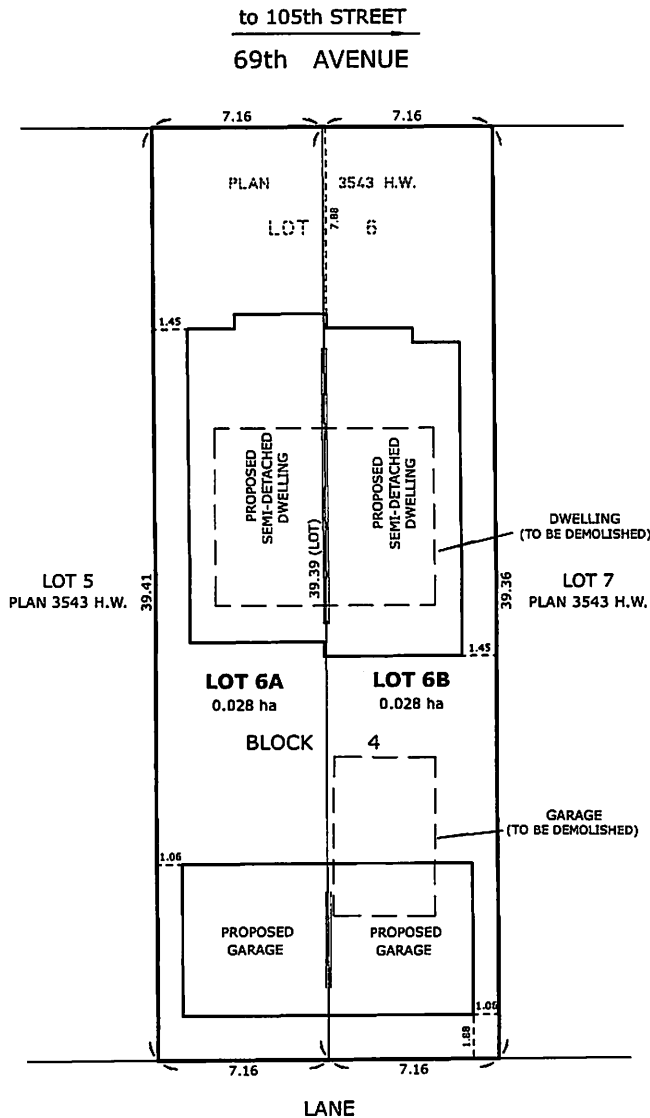 to 105th STREET
69th AVENUE
7.16 7.16
PLAN 3543 H.W.
7.88
LOT 6
1.45
PROPOSED
SEMI-DETACHED
DWELLING
PROPOSED
SEMI-DETACHED
DWELLING
DWELLING
(TO BE DEMOLISHED)
39.39 (LOT)
LOT 5
PLAN 3543 H.W.
39.41
39.36
LOT 7
PLAN 3543 H.W.
1.45
LOT 6A
0.028 ha
LOT 6B
0.028 ha
BLOCK 4
GARAGE
(TO BE DEMOLISHED)
1.06
PROPOSED
GARAGE
PROPOSED
GARAGE
1.06
1.88
7.16 7.16
LANE